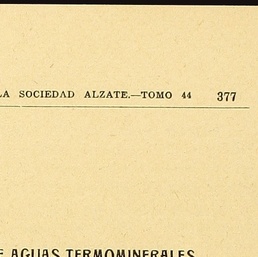 LA SOCIEDAD ALZATE.—TOMO 44 377
E AGUAS TERMOMINERALES